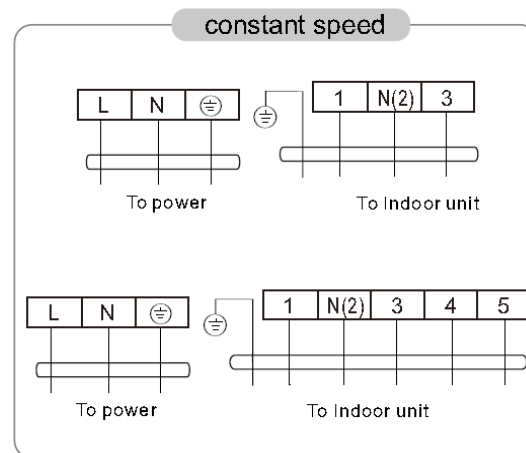 constant speed
L N ⏚ 1 N(2) 3
To power To Indoor unit
L N ⏚ 1 N(2) 3 4 5
To power To Indoor unit